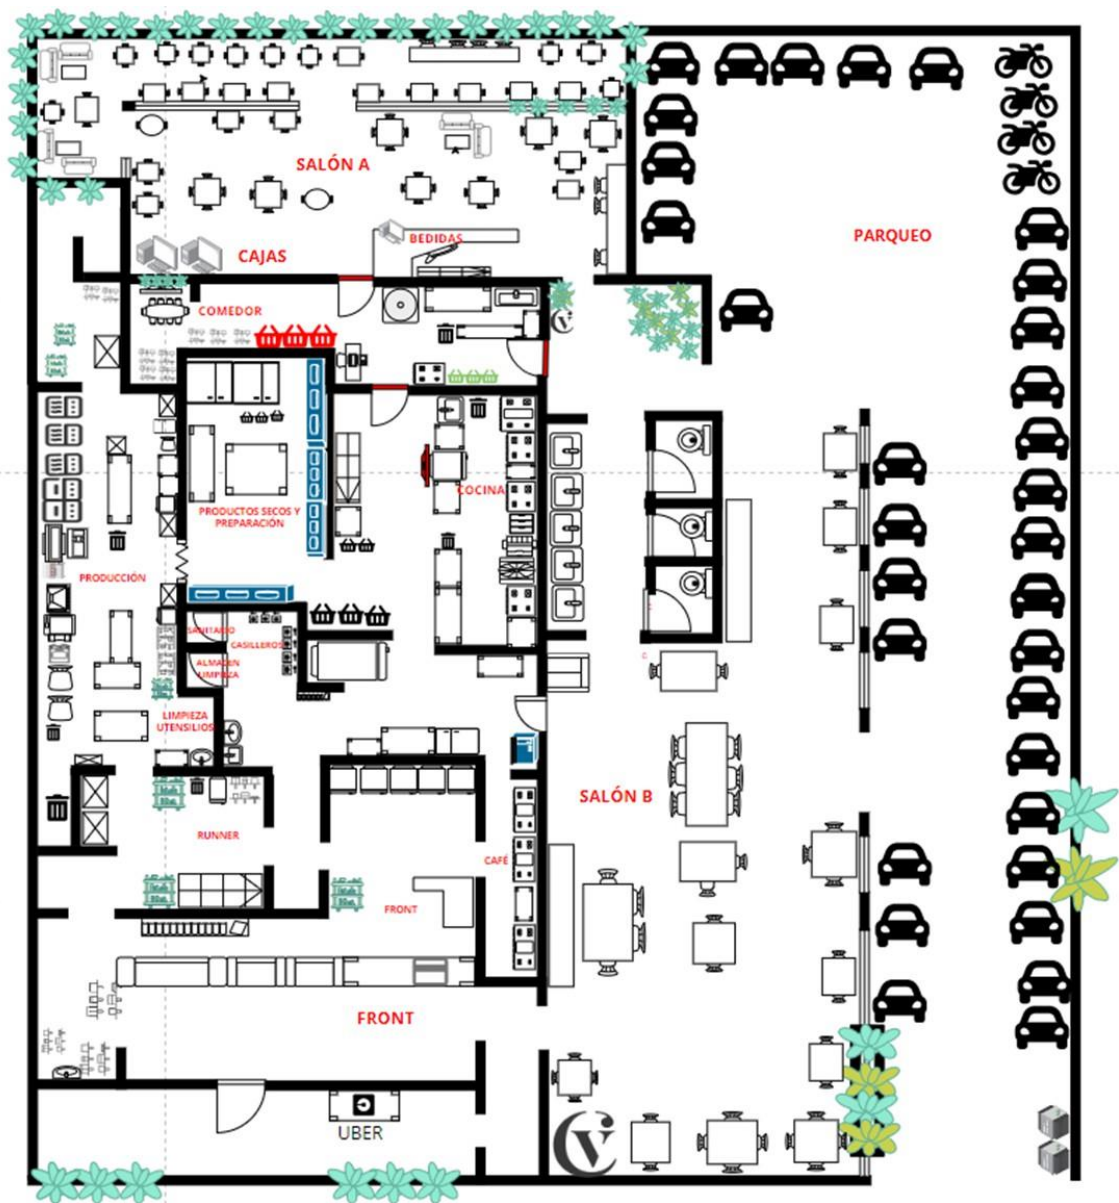 SALÓN A
PARQUEO
BEDIDAS
CAJAS
COMEDOR
COCINA
PRODUCTOS SECOS Y
PREPARACIÓN
PRODUCCIÓN
SANITARIO
CASILLEROS
ALMACEN
LIMPIEZA
LIMPIEZA
UTENSILIOS
SALÓN B
RUNNER
CAFÉ
FRONT
FRONT
UBER